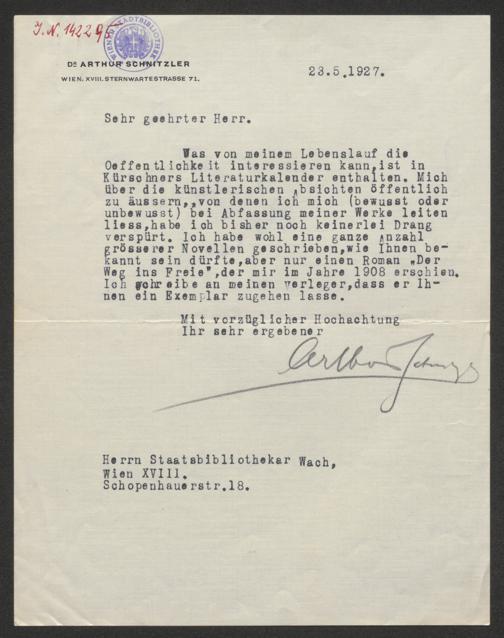 J.N. 142295
WIENER STADTBIBLIOTHEK
DR. ARTHUR SCHNITZLER
WIEN, XVIII. STERNWARTESTRASSE 71.
23.5.1927.
Sehr geehrter Herr.
Was von meinem Lebenslauf die
Oeffentlichkeit interessieren kann,ist in
Kürschners Literaturkalender enthalten. Mich
über die künstlerischen Absichten öffentlich
zu äussern,,von denen ich mich (bewusst oder
unbewusst) bei Abfassung meiner Werke leiten
liess,habe ich bisher noch keinerlei Drang
verspürt. Ich habe wohl eine ganze Anzahl
grösserer Novellen geschrieben,wie Ihnen be-
kannt sein dürfte,aber nur einen Roman „Der
Weg ins Freie",der mir im Jahre 1908 erschien.
Ich schreibe an meinen Verleger,dass er Ih-
nen ein Exemplar zugehen lasse.
Mit vorzüglicher Hochachtung
Ihr sehr ergebener
Arthur Schnitzler
Herrn Staatsbibliothekar Wach,
Wien XVIII.
Schopenhauerstr.18.